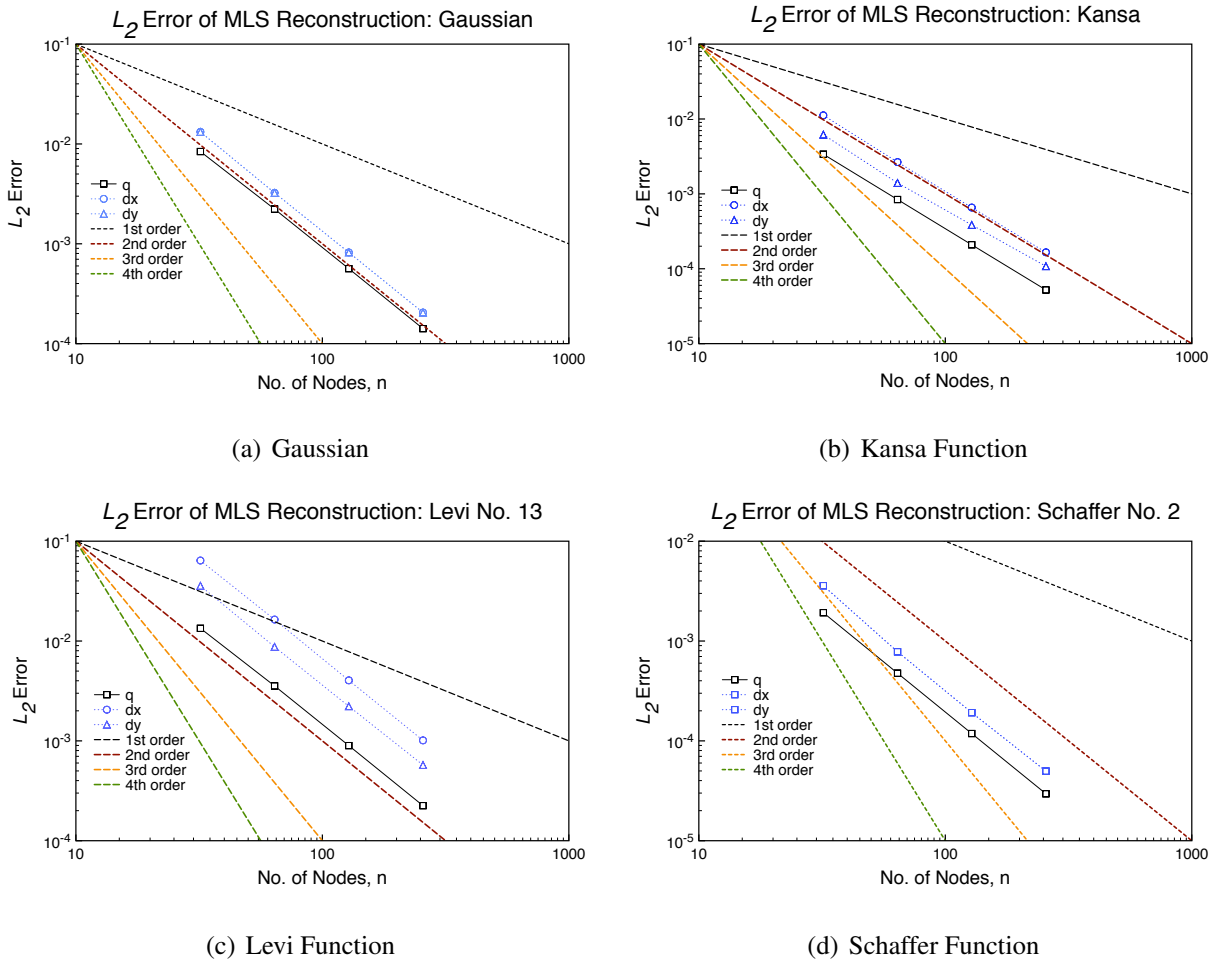 L2 Error of MLS Reconstruction: Gaussian
10-1
10-2
10-3
10-4
L2 Error
q
dx
dy
1st order
2nd order
3rd order
4th order
10
100
1000
No. of Nodes, n
(a) Gaussian
L2 Error of MLS Reconstruction: Kansa
10-1
10-2
10-3
10-4
10-5
L2 Error
q
dx
dy
1st order
2nd order
3rd order
4th order
10
100
1000
No. of Nodes, n
(b) Kansa Function
L2 Error of MLS Reconstruction: Levi No. 13
10-1
10-2
10-3
10-4
L2 Error
q
dx
dy
1st order
2nd order
3rd order
4th order
10
100
1000
No. of Nodes, n
(c) Levi Function
L2 Error of MLS Reconstruction: Schaffer No. 2
10-2
10-3
10-4
10-5
L2 Error
q
dx
dy
1st order
2nd order
3rd order
4th order
10
100
1000
No. of Nodes, n
(d) Schaffer Function